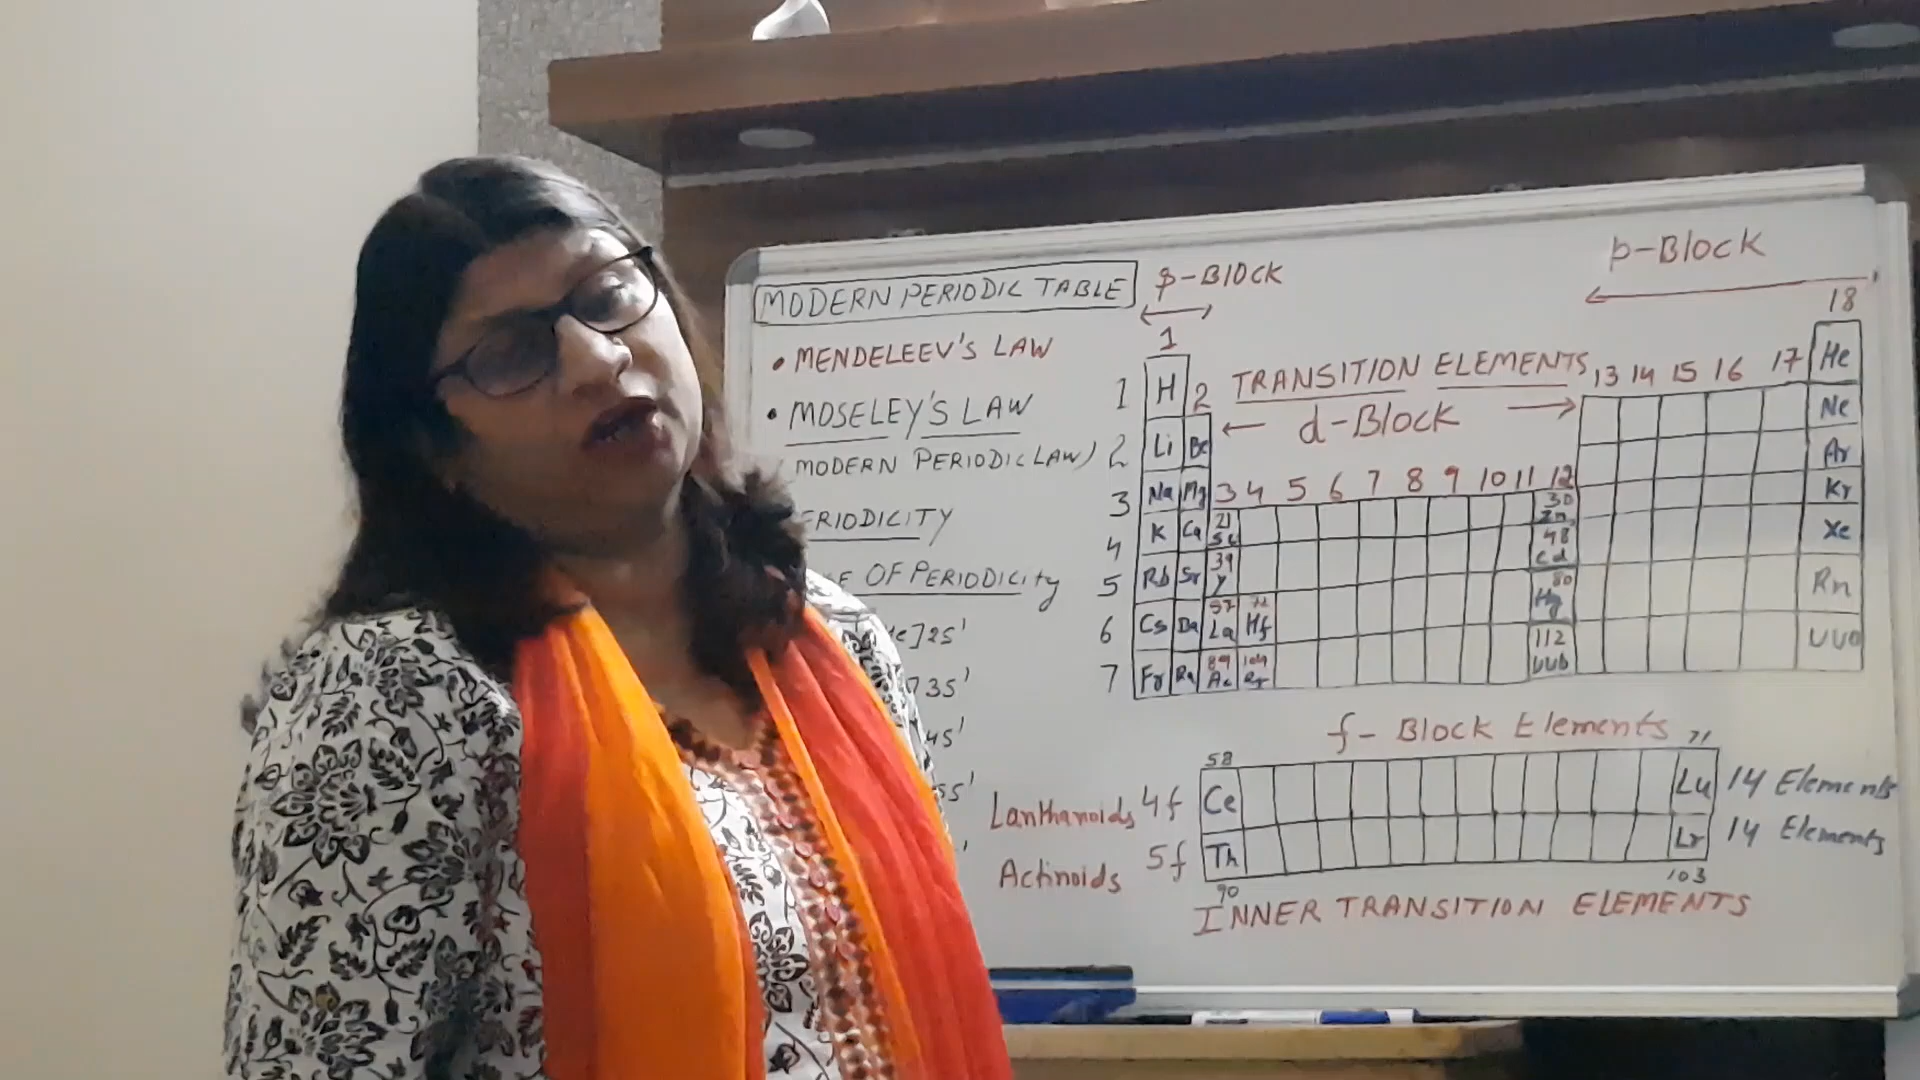 MODERN PERIODIC TABLE
• MENDELEEV'S LAW
• MOSELEY'S LAW
(MODERN PERIODIC LAW)
ERIODICITY
E OF PERIODICITY
]2S'
3S'
4S'
5S'
s-BLOCK
p-BLOCK
TRANSITION ELEMENTS
d-Block
1 2 3 4 5 6 7 8 9 10 11 12 13 14 15 16 17 18
1 H He
2 Li Be Ne
3 Na Mg Ar
4 K Ca 21 Sc 30 Zn Kr
5 Rb Sr 39 Y 48 Cd Xe
6 Cs Ba 57 La 72 Hf 80 Hg Rn
7 Fr Ra 89 Ac 104 Rf 112 UUb UUO
f-Block Elements
58 71
Lanthanoids 4f Ce Lu 14 Elements
Actinoids 5f Th Lr 14 Elements
90 103
INNER TRANSITION ELEMENTS